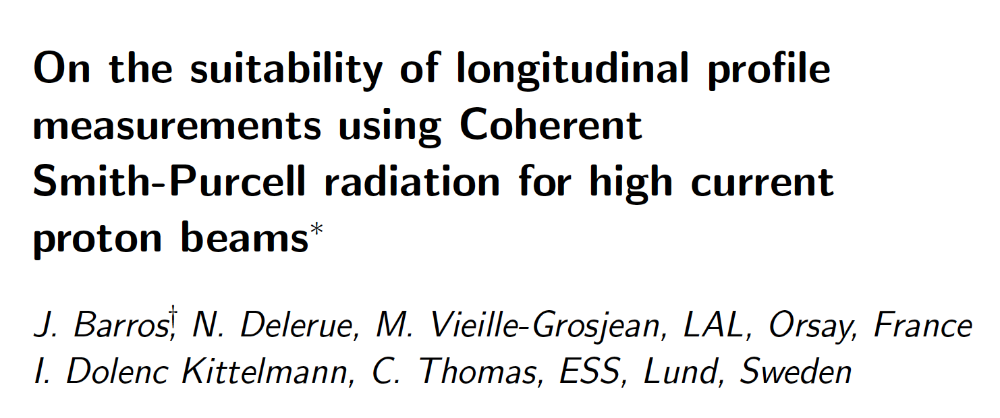 On the suitability of longitudinal profile
measurements using Coherent
Smith-Purcell radiation for high current
proton beams*
J. Barros,† N. Delerue, M. Vieille-Grosjean, LAL, Orsay, France
I. Dolenc Kittelmann, C. Thomas, ESS, Lund, Sweden